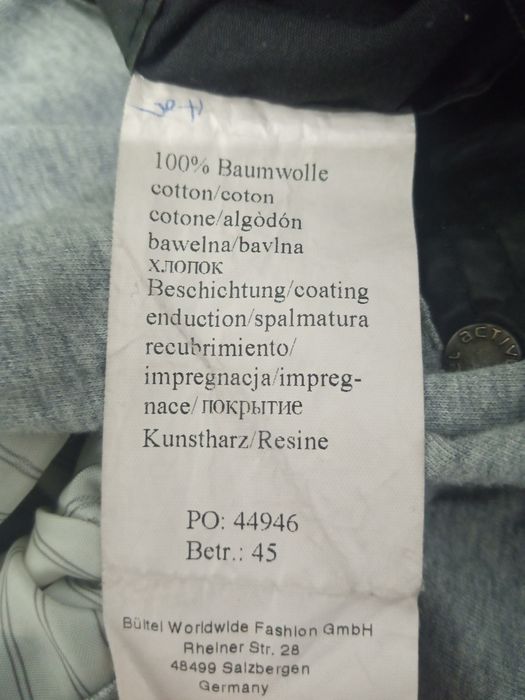 100% Baumwolle
cotton/coton
cotone/algòdón
bawelna/bavlna
хлопок
Beschichtung/coating
enduction/spalmatura
recubrimiento/
impregnacja/impreg-
nace/покрытие
Kunstharz/Resine
PO: 44946
Betr.: 45
Bültel Worldwide Fashion GmbH
Rheiner Str. 28
48499 Salzbergen
Germany
ACTIV